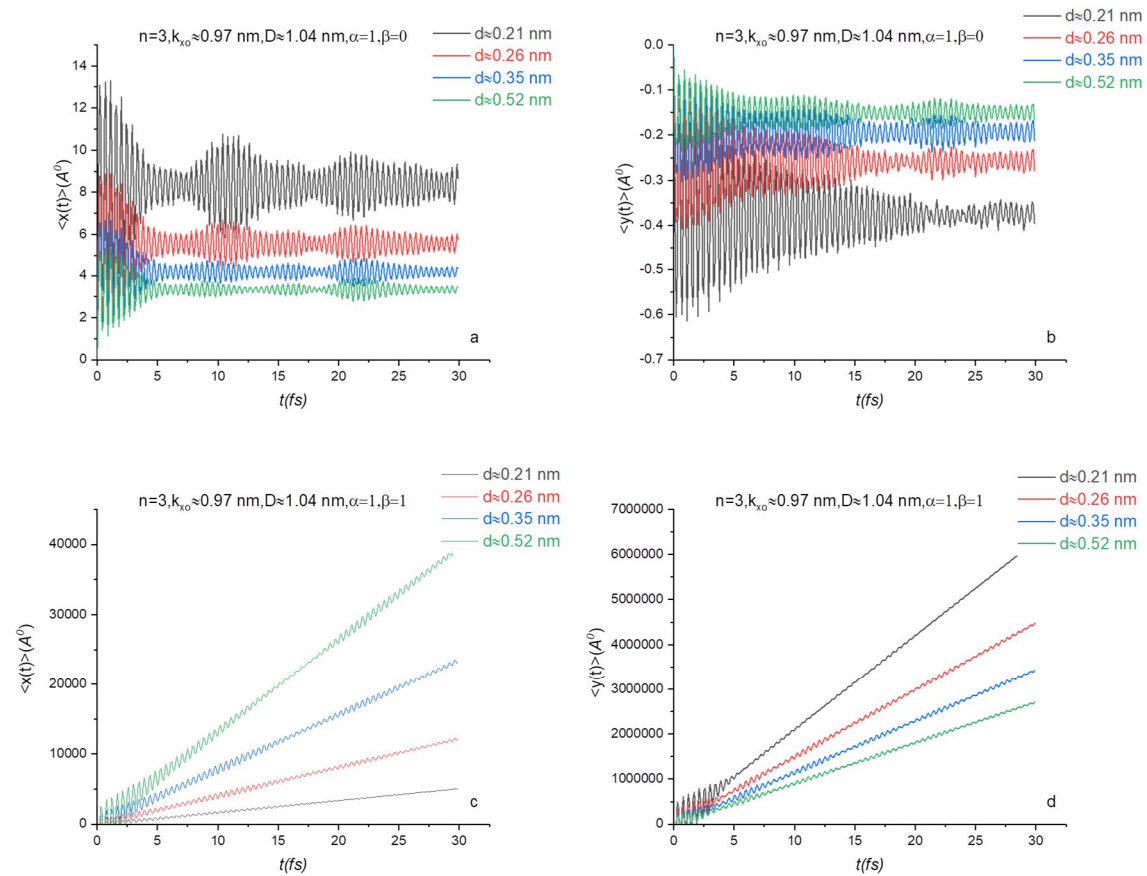 n=3,kxo≈0.97 nm,D≈1.04 nm,α=1,β=0
d≈0.21 nm
d≈0.26 nm
d≈0.35 nm
d≈0.52 nm
14
12
10
8
6
4
2
0
<x(t)>(A⁰)
0 5 10 15 20 25 30
t(fs)
a
n=3,kxo≈0.97 nm,D≈1.04 nm,α=1,β=0
d≈0.21 nm
d≈0.26 nm
d≈0.35 nm
d≈0.52 nm
0.0
-0.1
-0.2
-0.3
-0.4
-0.5
-0.6
-0.7
<y(t)>(A⁰)
0 5 10 15 20 25 30
t(fs)
b
n=3,kxo≈0.97 nm,D≈1.04 nm,α=1,β=1
d≈0.21 nm
d≈0.26 nm
d≈0.35 nm
d≈0.52 nm
40000
30000
20000
10000
0
<x(t)>(A⁰)
0 5 10 15 20 25 30
t(fs)
c
n=3,kxo≈0.97 nm,D≈1.04 nm,α=1,β=1
d≈0.21 nm
d≈0.26 nm
d≈0.35 nm
d≈0.52 nm
7000000
6000000
5000000
4000000
3000000
2000000
1000000
0
<y(t)>(A⁰)
0 5 10 15 20 25 30
t(fs)
d